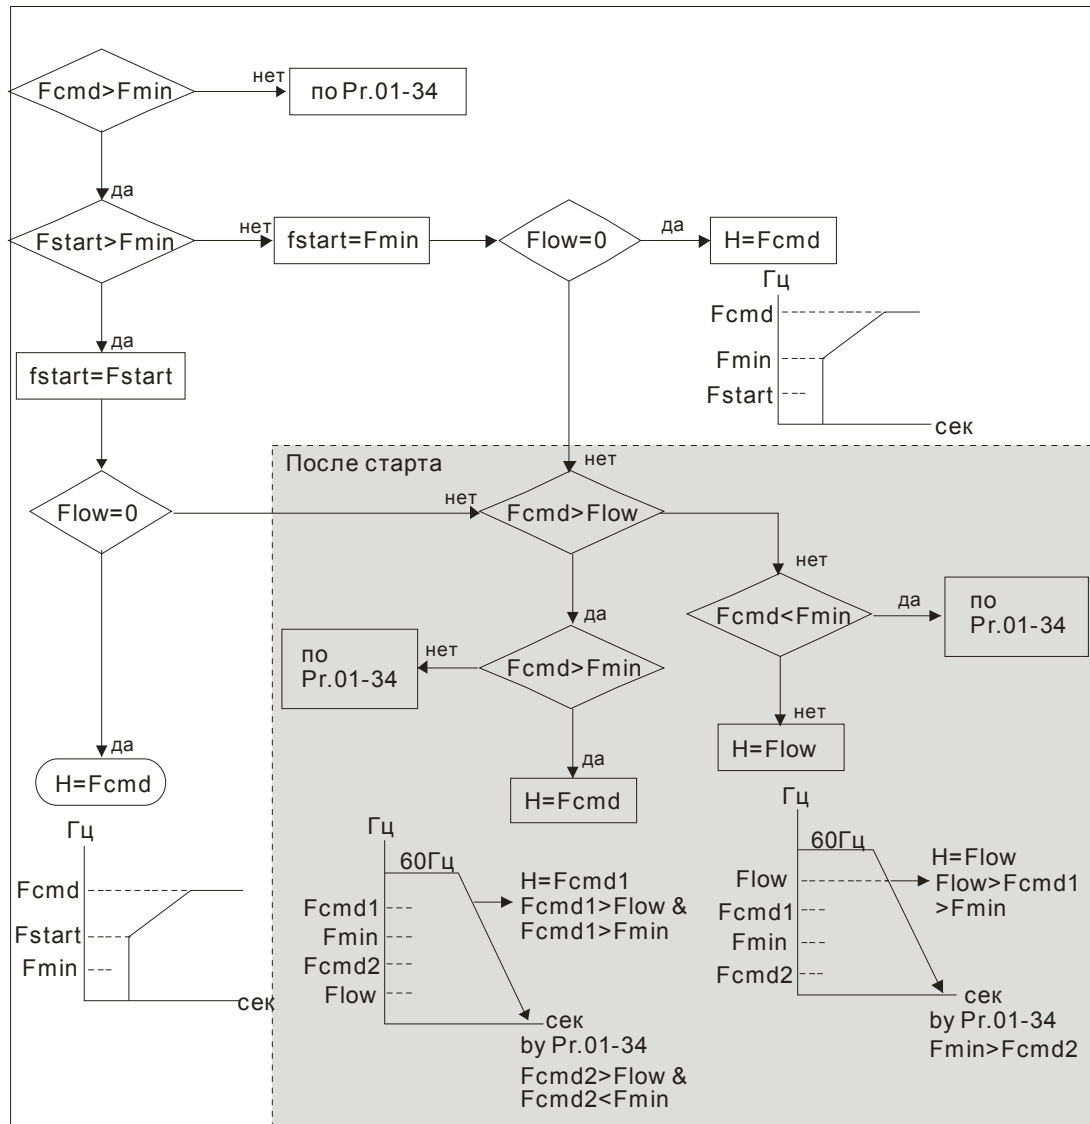 Fcmd>Fmin
нет
по Pr.01-34
да
Fstart>Fmin
нет
fstart=Fmin
Flow=0
да
H=Fcmd
Гц
Fcmd
Fmin
Fstart
сек
да
fstart=Fstart
После старта
нет
Flow=0
нет
Fcmd>Flow
нет
да
Fcmd<Fmin
да
по
Pr.01-34
по
Pr.01-34
нет
Fcmd>Fmin
нет
H=Flow
да
H=Fcmd
да
H=Fcmd
Гц
Fcmd
Fstart
Fmin
сек
Гц
60Гц
Fcmd1
Fmin
Fcmd2
Flow
H=Fcmd1
Fcmd1>Flow &
Fcmd1>Fmin
сек
by Pr.01-34
Fcmd2>Flow &
Fcmd2<Fmin
Гц
60Гц
Flow
Fcmd1
Fmin
Fcmd2
H=Flow
Flow>Fcmd1
>Fmin
сек
by Pr.01-34
Fmin>Fcmd2